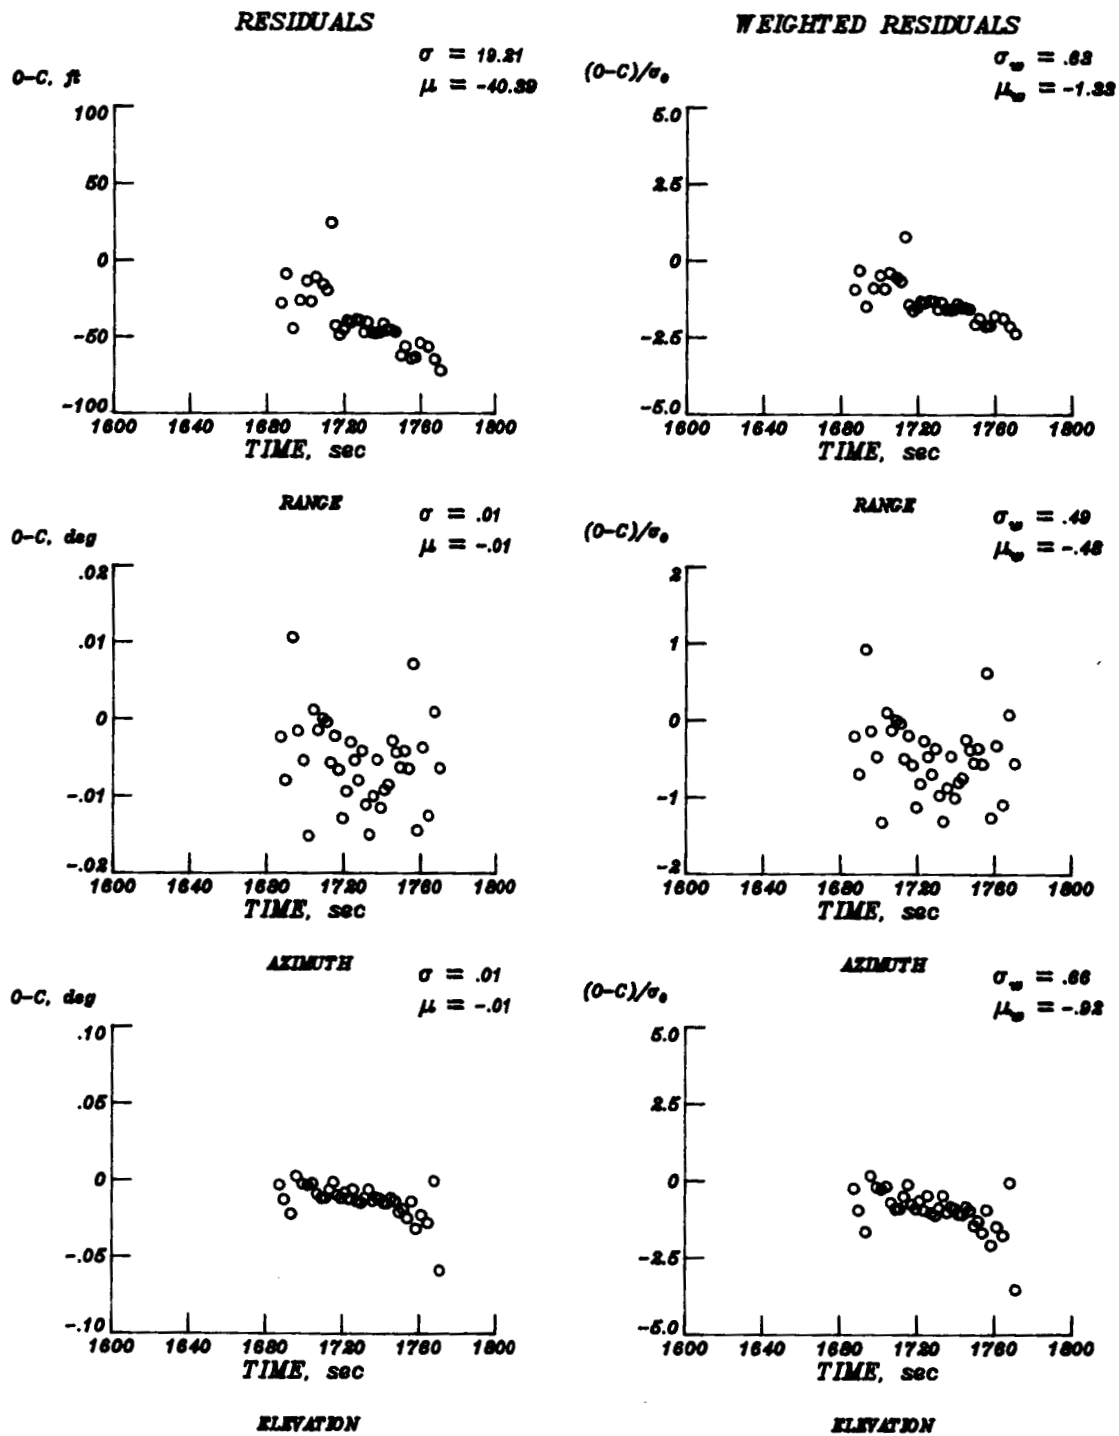 RESIDUALS
σ = 19.21
μ = -40.39
O-C, ft
100
50
0
-50
-100
1600 1640 1680 1720 1760 1800
TIME, sec
RANGE
WEIGHTED RESIDUALS
σw = .63
μw = -1.33
(O-C)/σ₀
5.0
2.5
0
-2.5
-5.0
1600 1640 1680 1720 1760 1800
TIME, sec
RANGE
σ = .01
μ = -.01
O-C, deg
.02
.01
0
-.01
-.02
1600 1640 1680 1720 1760 1800
TIME, sec
AZIMUTH
σw = .49
μw = -.48
(O-C)/σ₀
2
1
0
-1
-2
1600 1640 1680 1720 1760 1800
TIME, sec
AZIMUTH
σ = .01
μ = -.01
O-C, deg
.10
.05
0
-.05
-.10
1600 1640 1680 1720 1760 1800
TIME, sec
ELEVATION
σw = .66
μw = -.92
(O-C)/σ₀
5.0
2.5
0
-2.5
-5.0
1600 1640 1680 1720 1760 1800
TIME, sec
ELEVATION